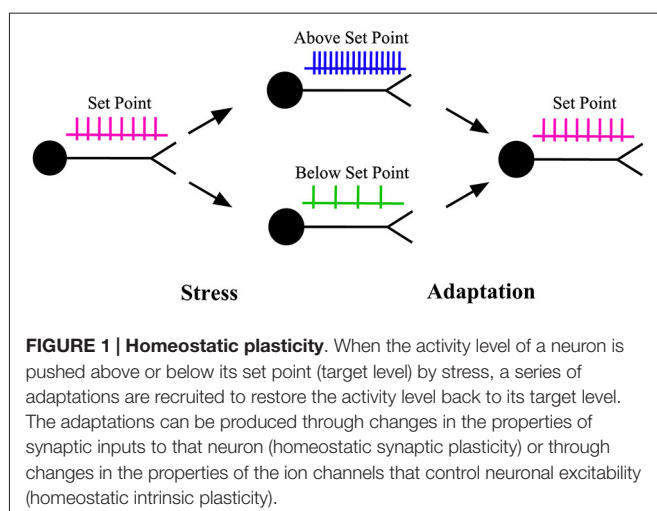 Above Set Point
Set Point
Set Point
Below Set Point
Stress
Adaptation
FIGURE 1 | Homeostatic plasticity. When the activity level of a neuron is
pushed above or below its set point (target level) by stress, a series of
adaptations are recruited to restore the activity level back to its target level.
The adaptations can be produced through changes in the properties of
synaptic inputs to that neuron (homeostatic synaptic plasticity) or through
changes in the properties of the ion channels that control neuronal excitability
(homeostatic intrinsic plasticity).